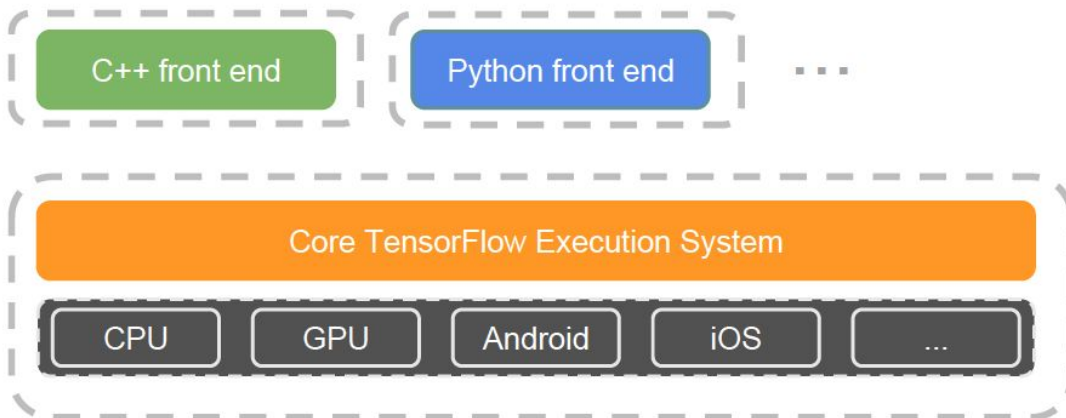 C++ front end
Python front end
...
Core TensorFlow Execution System
CPU
GPU
Android
iOS
...